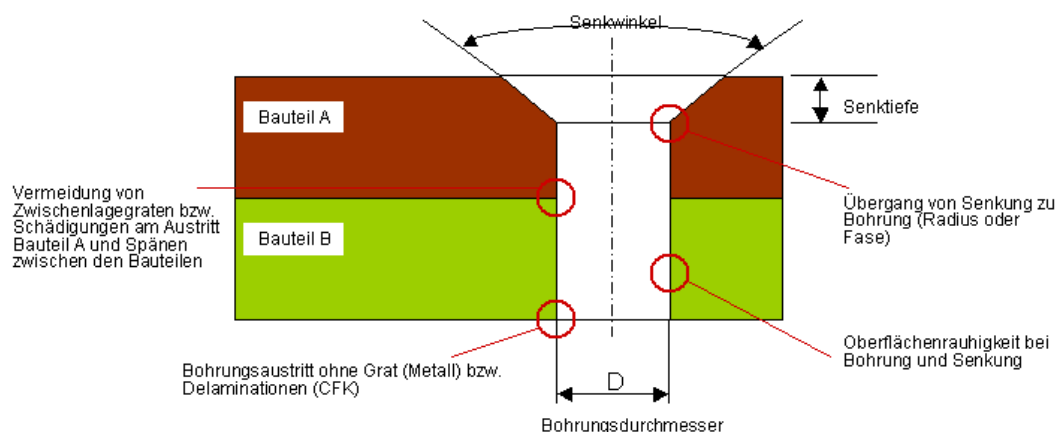 Senkwinkel
Bauteil A
Senktiefe
Vermeidung von
Zwischenlagegraten bzw.
Schädigungen am Austritt
Bauteil A und Spänen
zwischen den Bauteilen
Übergang von Senkung zu
Bohrung (Radius oder
Fase)
Bauteil B
Oberflächenrauhigkeit bei
Bohrung und Senkung
Bohrungsaustritt ohne Grat (Metall) bzw.
Delaminationen (CFK)
D
Bohrungsdurchmesser